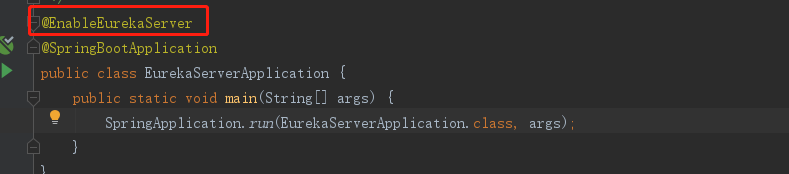 @EnableEurekaServer
@SpringBootApplication
public class EurekaServerApplication {
public static void main(String[] args) {
SpringApplication.run(EurekaServerApplication.class, args);
}
}